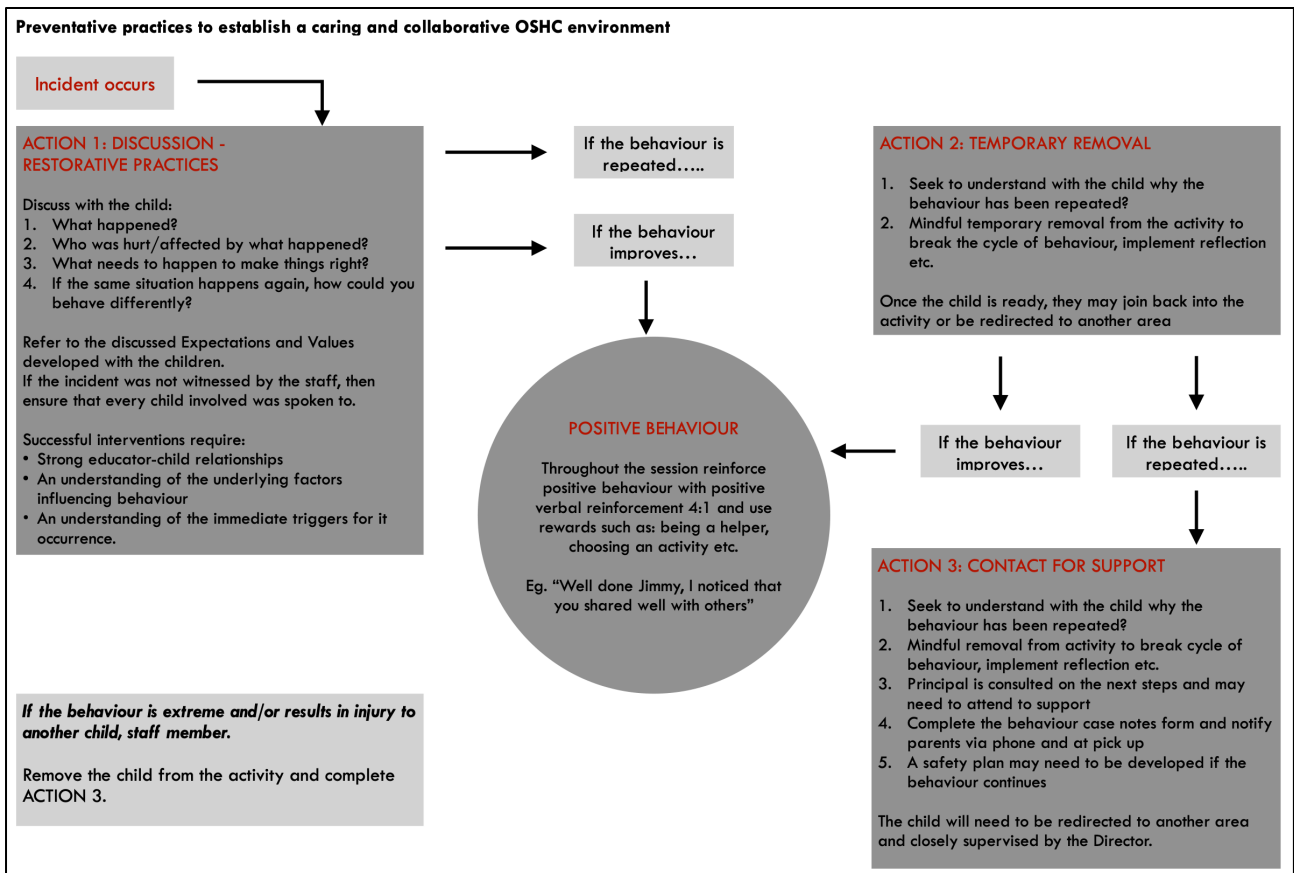 Preventative practices to establish a caring and collaborative OSHC environment
Incident occurs
ACTION 1: DISCUSSION -
RESTORATIVE PRACTICES
Discuss with the child:
1. What happened?
2. Who was hurt/affected by what happened?
3. What needs to happen to make things right?
4. If the same situation happens again, how could you
behave differently?
Refer to the discussed Expectations and Values
developed with the children.
If the incident was not witnessed by the staff, then
ensure that every child involved was spoken to.
Successful interventions require:
• Strong educator-child relationships
• An understanding of the underlying factors
influencing behaviour
• An understanding of the immediate triggers for it
occurrence.
If the behaviour is
repeated…..
If the behaviour
improves…
POSITIVE BEHAVIOUR
Throughout the session reinforce
positive behaviour with positive
verbal reinforcement 4:1 and use
rewards such as: being a helper,
choosing an activity etc.
Eg. “Well done Jimmy, I noticed that
you shared well with others”
ACTION 2: TEMPORARY REMOVAL
1. Seek to understand with the child why the
behaviour has been repeated?
2. Mindful temporary removal from the activity to
break the cycle of behaviour, implement reflection
etc.
Once the child is ready, they may join back into the
activity or be redirected to another area
If the behaviour
improves…
If the behaviour is
repeated…..
ACTION 3: CONTACT FOR SUPPORT
1. Seek to understand with the child why the
behaviour has been repeated?
2. Mindful removal from activity to break cycle of
behaviour, implement reflection etc.
3. Principal is consulted on the next steps and may
need to attend to support
4. Complete the behaviour case notes form and notify
parents via phone and at pick up
5. A safety plan may need to be developed if the
behaviour continues
The child will need to be redirected to another area
and closely supervised by the Director.
If the behaviour is extreme and/or results in injury to
another child, staff member.
Remove the child from the activity and complete
ACTION 3.